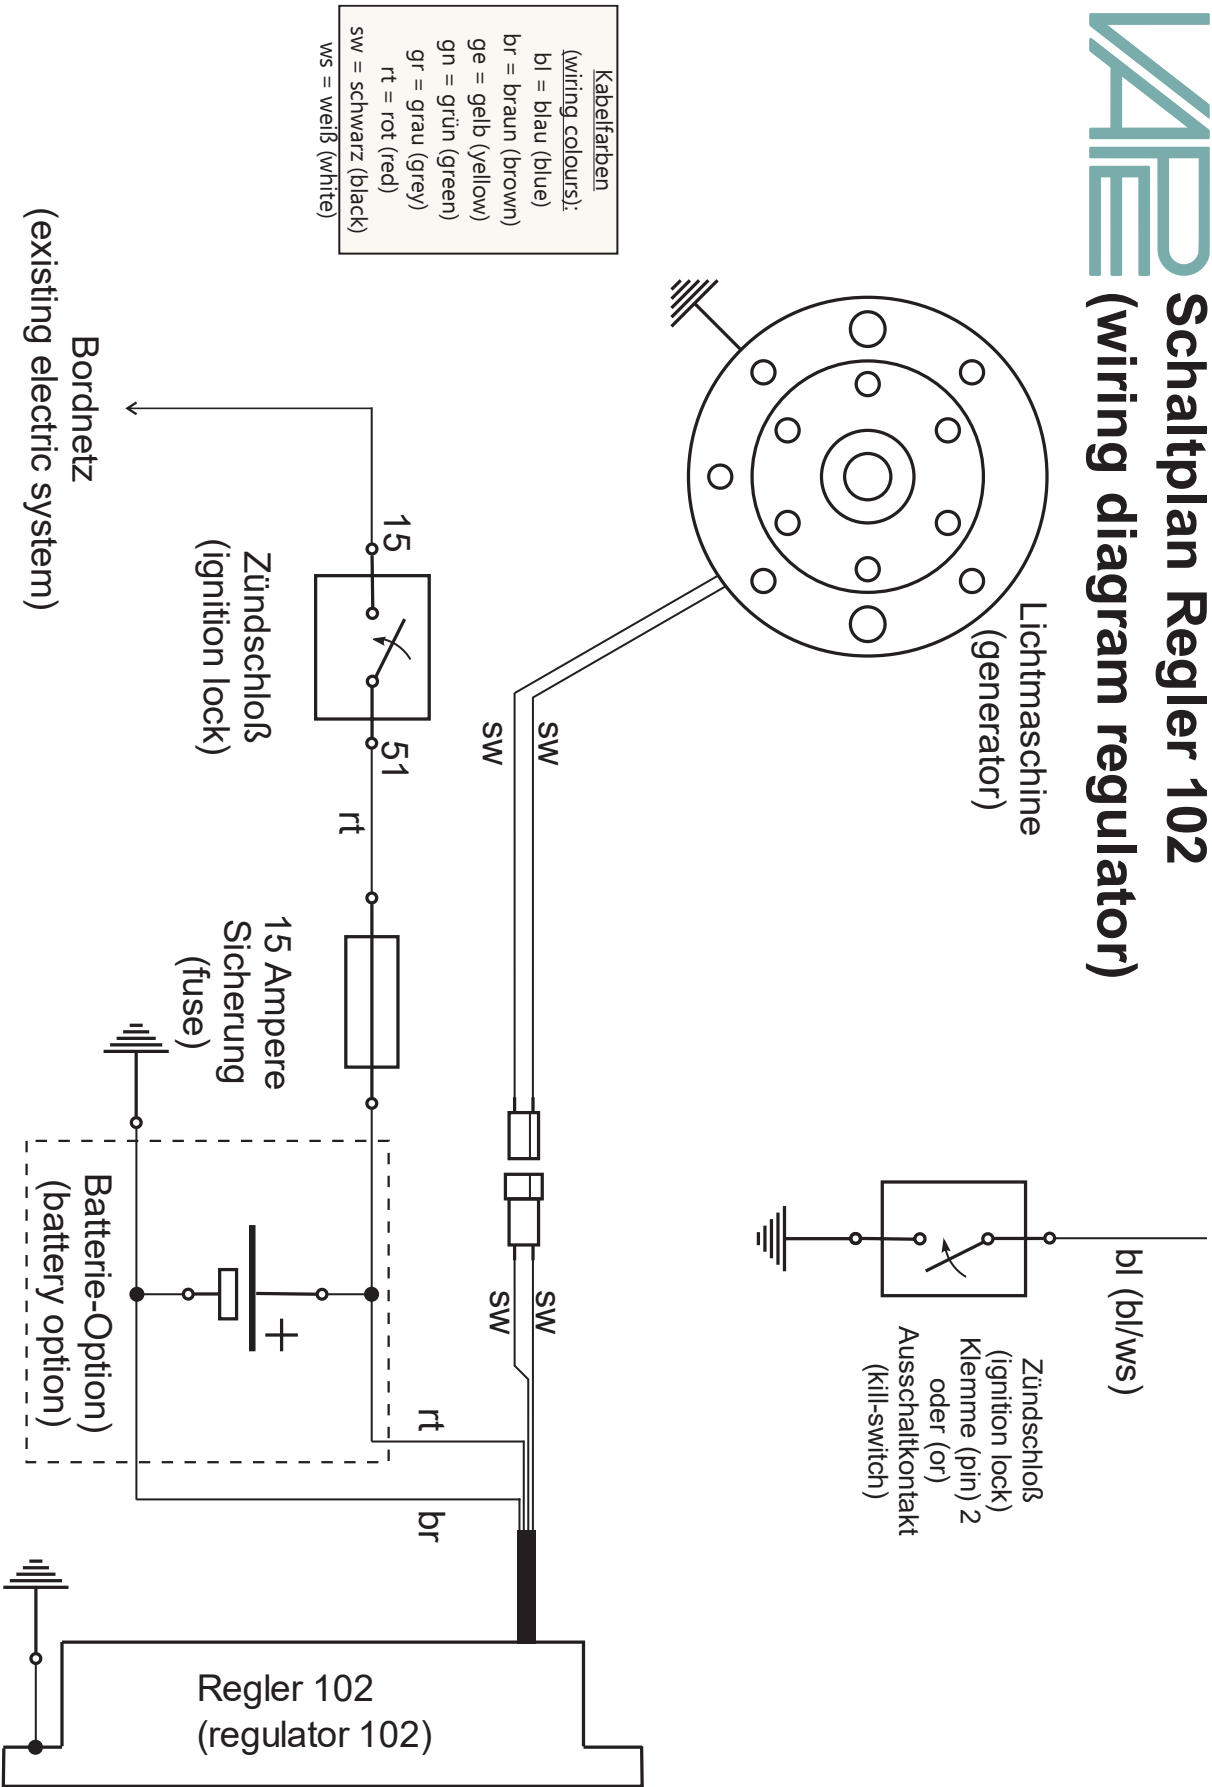 VAPE
Schaltplan Regler 102
(wiring diagram regulator)
Kabelfarben
(wiring colours):
bl = blau (blue)
br = braun (brown)
ge = gelb (yellow)
gn = grün (green)
gr = grau (grey)
rt = rot (red)
sw = schwarz (black)
ws = weiß (white)
Lichtmaschine
(generator)
bl (bl/ws)
Zündschloß
(ignition lock)
Klemme (pin) 2
oder (or)
Ausschaltkontakt
(kill-switch)
sw
sw
sw
sw
15
51
Zündschloß
(ignition lock)
rt
15 Ampere
Sicherung
(fuse)
Bordnetz
(existing electric system)
+
Batterie-Option)
(battery option)
rt
br
Regler 102
(regulator 102)